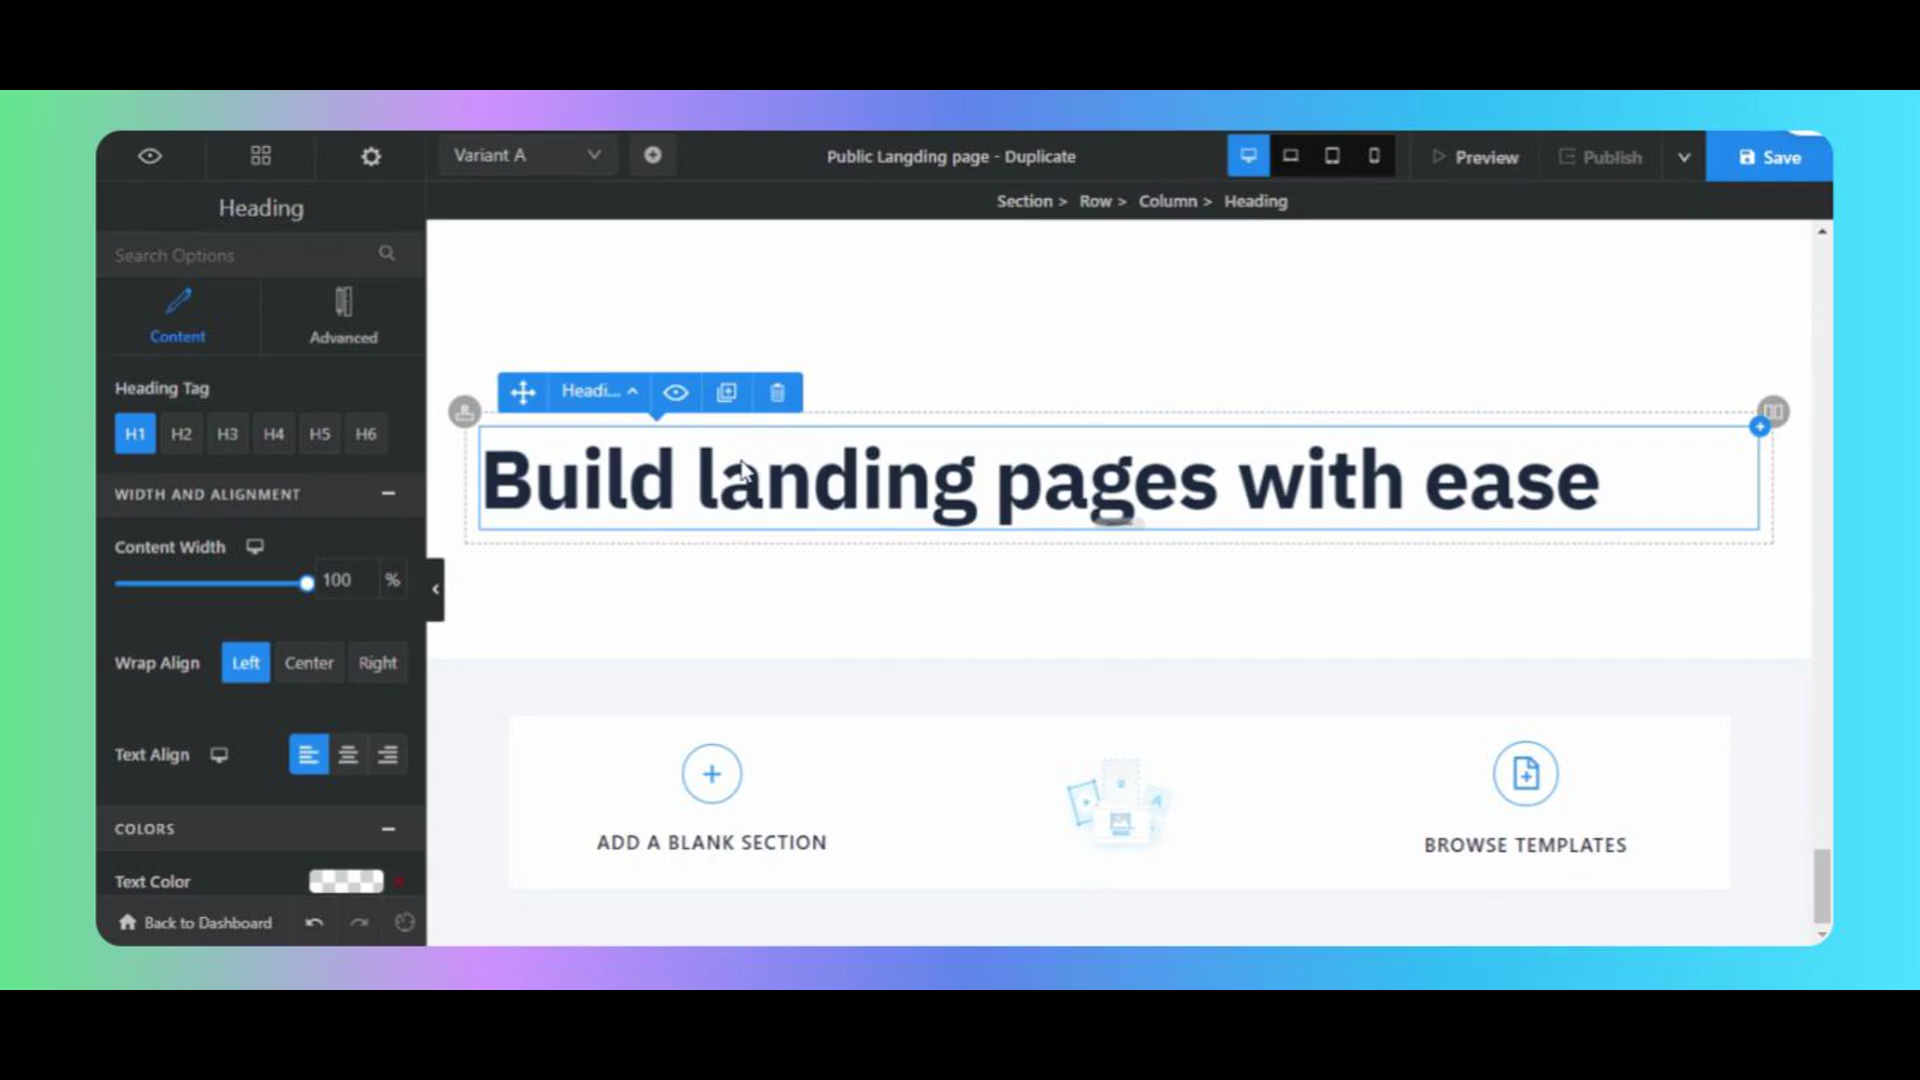 Variant A
Public Langding page - Duplicate
Preview
Publish
Save
Section > Row > Column > Heading
Heading
Search Options
Content
Advanced
Heading Tag
H1 H2 H3 H4 H5 H6
WIDTH AND ALIGNMENT
Content Width
100 %
Wrap Align Left Center Right
Text Align
COLORS
Text Color
Back to Dashboard
Headi...
Build landing pages with ease
ADD A BLANK SECTION
BROWSE TEMPLATES